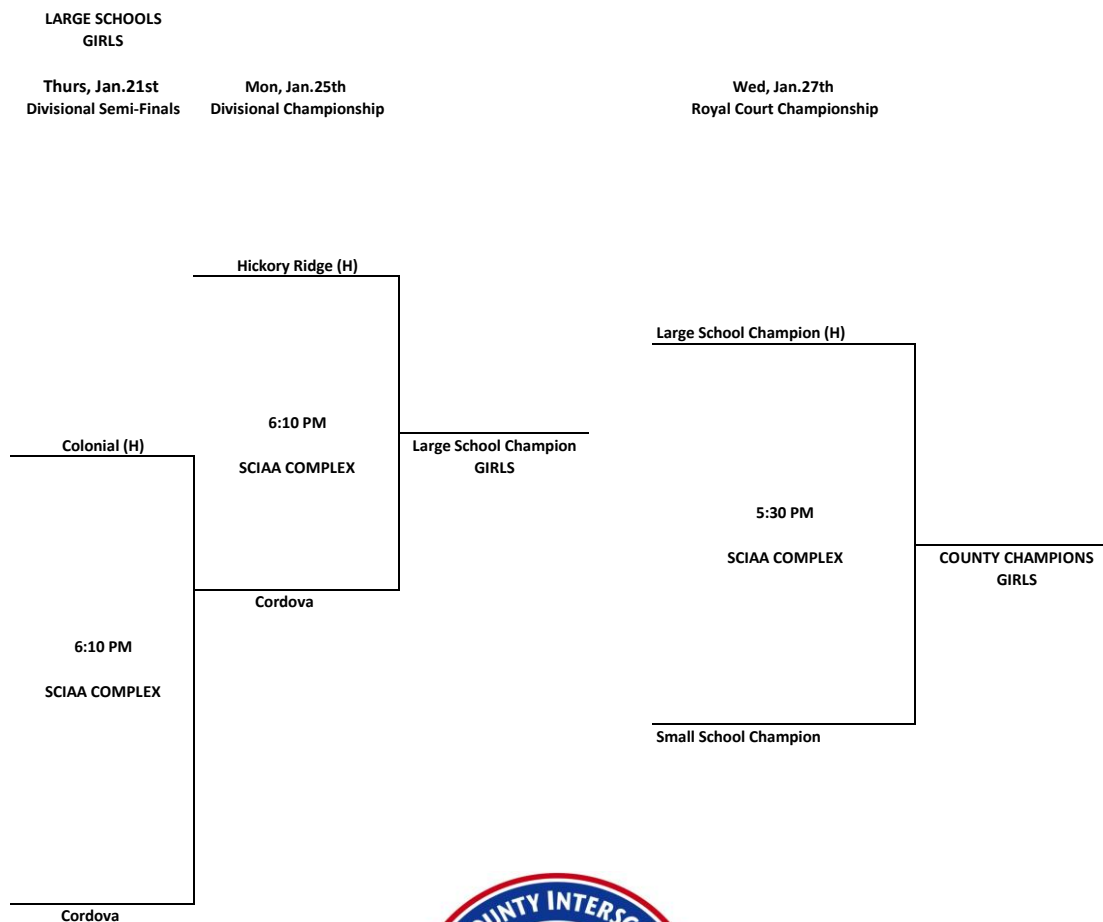 LARGE SCHOOLS
GIRLS
Thurs, Jan.21st
Divisional Semi-Finals
Mon, Jan.25th
Divisional Championship
Wed, Jan.27th
Royal Court Championship
Hickory Ridge (H)
Large School Champion (H)
6:10 PM
SCIAA COMPLEX
Colonial (H)
Large School Champion
GIRLS
5:30 PM
SCIAA COMPLEX
COUNTY CHAMPIONS
GIRLS
Cordova
6:10 PM
SCIAA COMPLEX
Small School Champion
Cordova